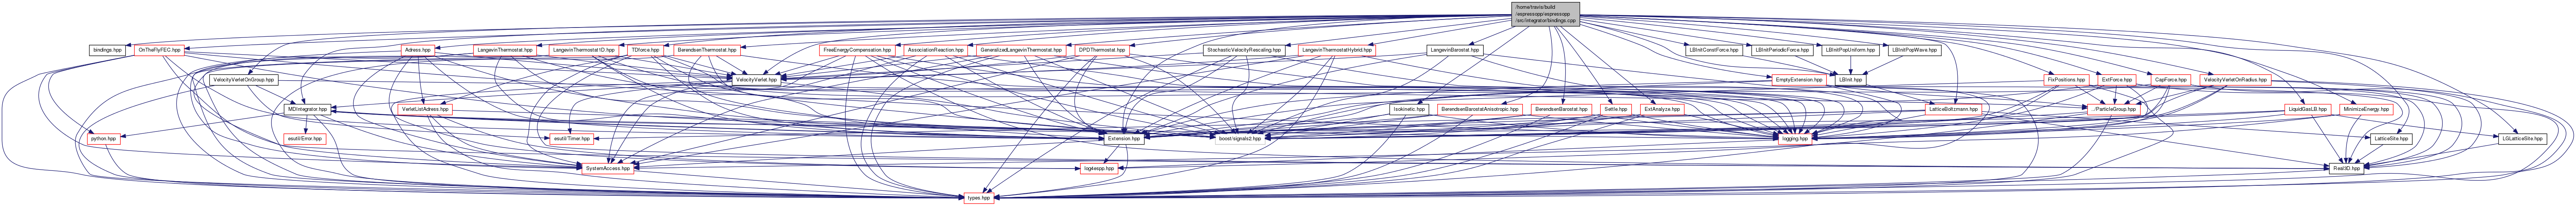 /home/travis/build
/espressopp/espressopp
/src/integrator/bindings.cpp
bindings.hpp
OnTheFlyFEC.hpp
Adress.hpp
LangevinThermostat.hpp
LangevinThermostat1D.hpp
TDforce.hpp
BerendsenThermostat.hpp
FreeEnergyCompensation.hpp
AssociationReaction.hpp
GeneralizedLangevinThermostat.hpp
DPDThermostat.hpp
StochasticVelocityRescaling.hpp
LangevinThermostatHybrid.hpp
LangevinBarostat.hpp
LBInitConstForce.hpp
LBInitPeriodicForce.hpp
LBInitPopUniform.hpp
LBInitPopWave.hpp
VelocityVerletOnGroup.hpp
VelocityVerlet.hpp
EmptyExtension.hpp
LBInit.hpp
FixPositions.hpp
ExtForce.hpp
CapForce.hpp
VelocityVerletOnRadius.hpp
MDIntegrator.hpp
VerletListAdress.hpp
Isokinetic.hpp
BerendsenBarostatAnisotropic.hpp
BerendsenBarostat.hpp
Settle.hpp
ExtAnalyze.hpp
LatticeBoltzmann.hpp
../ParticleGroup.hpp
LiquidGasLB.hpp
MinimizeEnergy.hpp
python.hpp
esutil/Error.hpp
esutil/Timer.hpp
Extension.hpp
boost/signals2.hpp
logging.hpp
LatticeSite.hpp
LGLatticeSite.hpp
SystemAccess.hpp
log4espp.hpp
Real3D.hpp
types.hpp